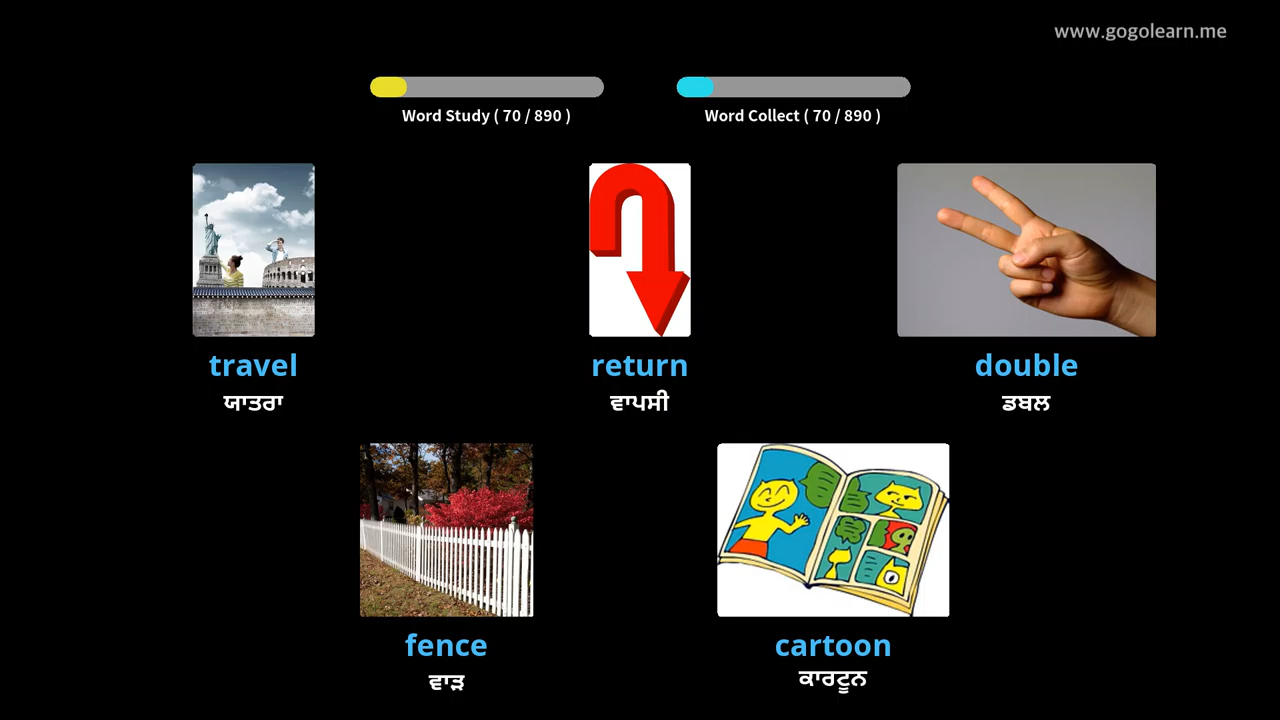 www.gogolearn.me
Word Study ( 70 / 890 )
Word Collect ( 70 / 890 )
travel
ਯਾਤਰਾ
return
ਵਾਪਸੀ
double
ਡਬਲ
fence
ਵਾੜ
cartoon
ਕਾਰਟੂਨ